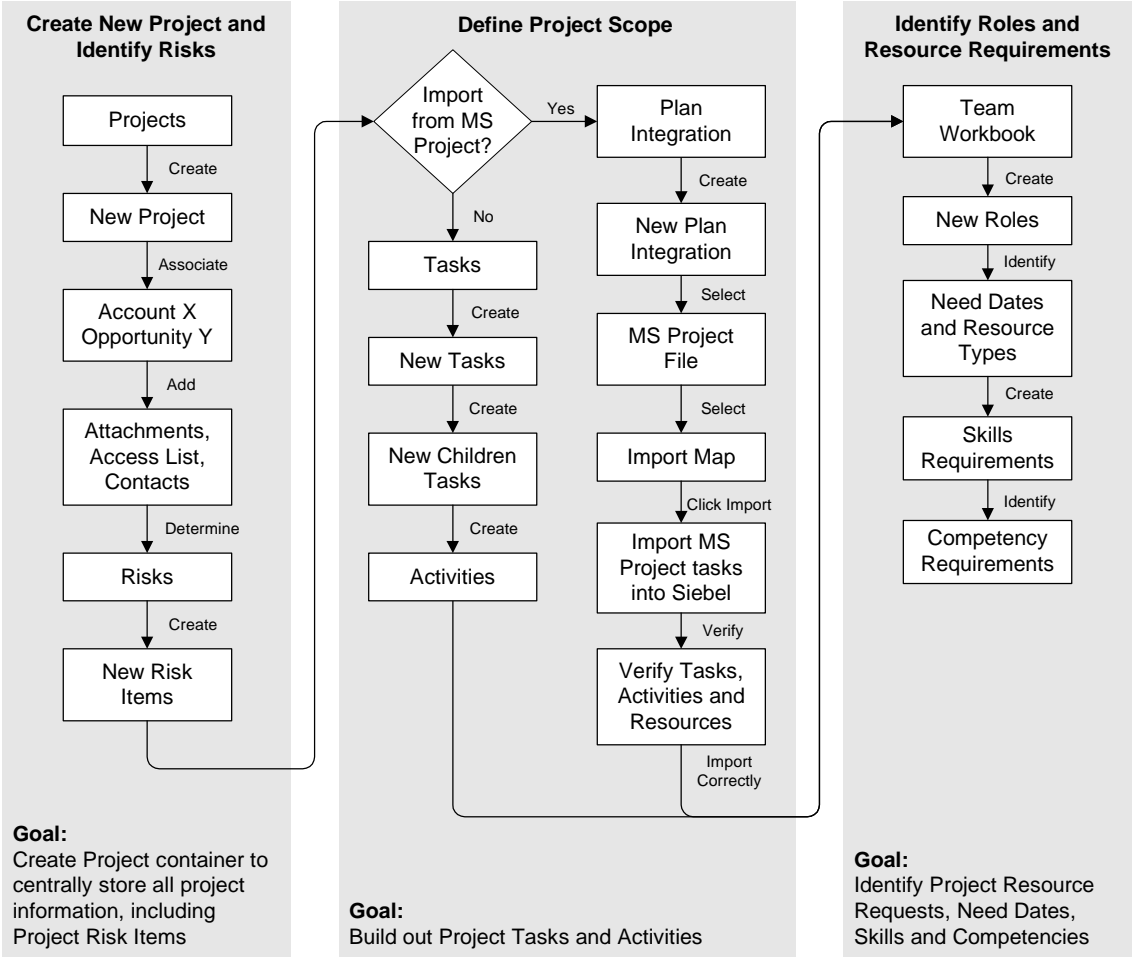 Create New Project and
Identify Risks
Projects
Create
New Project
Associate
Account X
Opportunity Y
Add
Attachments,
Access List,
Contacts
Determine
Risks
Create
New Risk
Items
Goal:
Create Project container to
centrally store all project
information, including
Project Risk Items
Define Project Scope
Import
from MS
Project?
Yes
No
Tasks
Create
New Tasks
Create
New Children
Tasks
Create
Activities
Plan
Integration
Create
New Plan
Integration
Select
MS Project
File
Select
Import Map
Click Import
Import MS
Project tasks
into Siebel
Verify
Verify Tasks,
Activities and
Resources
Import
Correctly
Goal:
Build out Project Tasks and Activities
Identify Roles and
Resource Requirements
Team
Workbook
Create
New Roles
Identify
Need Dates
and Resource
Types
Create
Skills
Requirements
Identify
Competency
Requirements
Goal:
Identify Project Resource
Requests, Need Dates,
Skills and Competencies